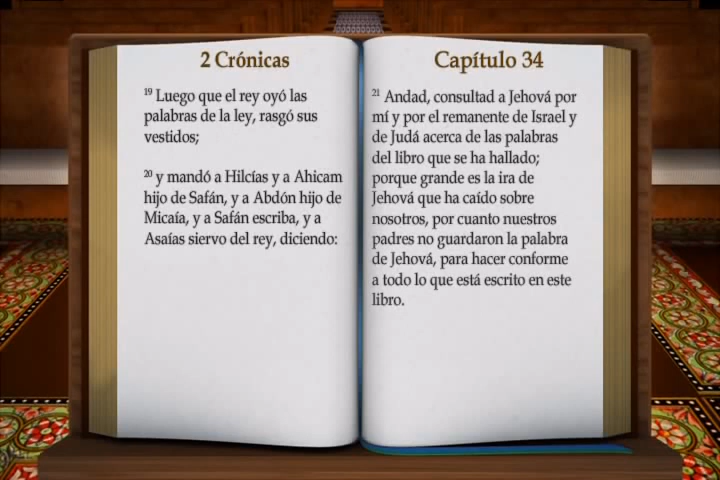 2 Crónicas
19 Luego que el rey oyó las
palabras de la ley, rasgó sus
vestidos;
20 y mandó a Hilcías y a Ahicam
hijo de Safán, y a Abdón hijo de
Micaía, y a Safán escriba, y a
Asaías siervo del rey, diciendo:
Capítulo 34
21 Andad, consultad a Jehová por
mí y por el remanente de Israel y
de Judá acerca de las palabras
del libro que se ha hallado;
porque grande es la ira de
Jehová que ha caído sobre
nosotros, por cuanto nuestros
padres no guardaron la palabra
de Jehová, para hacer conforme
a todo lo que está escrito en este
libro.